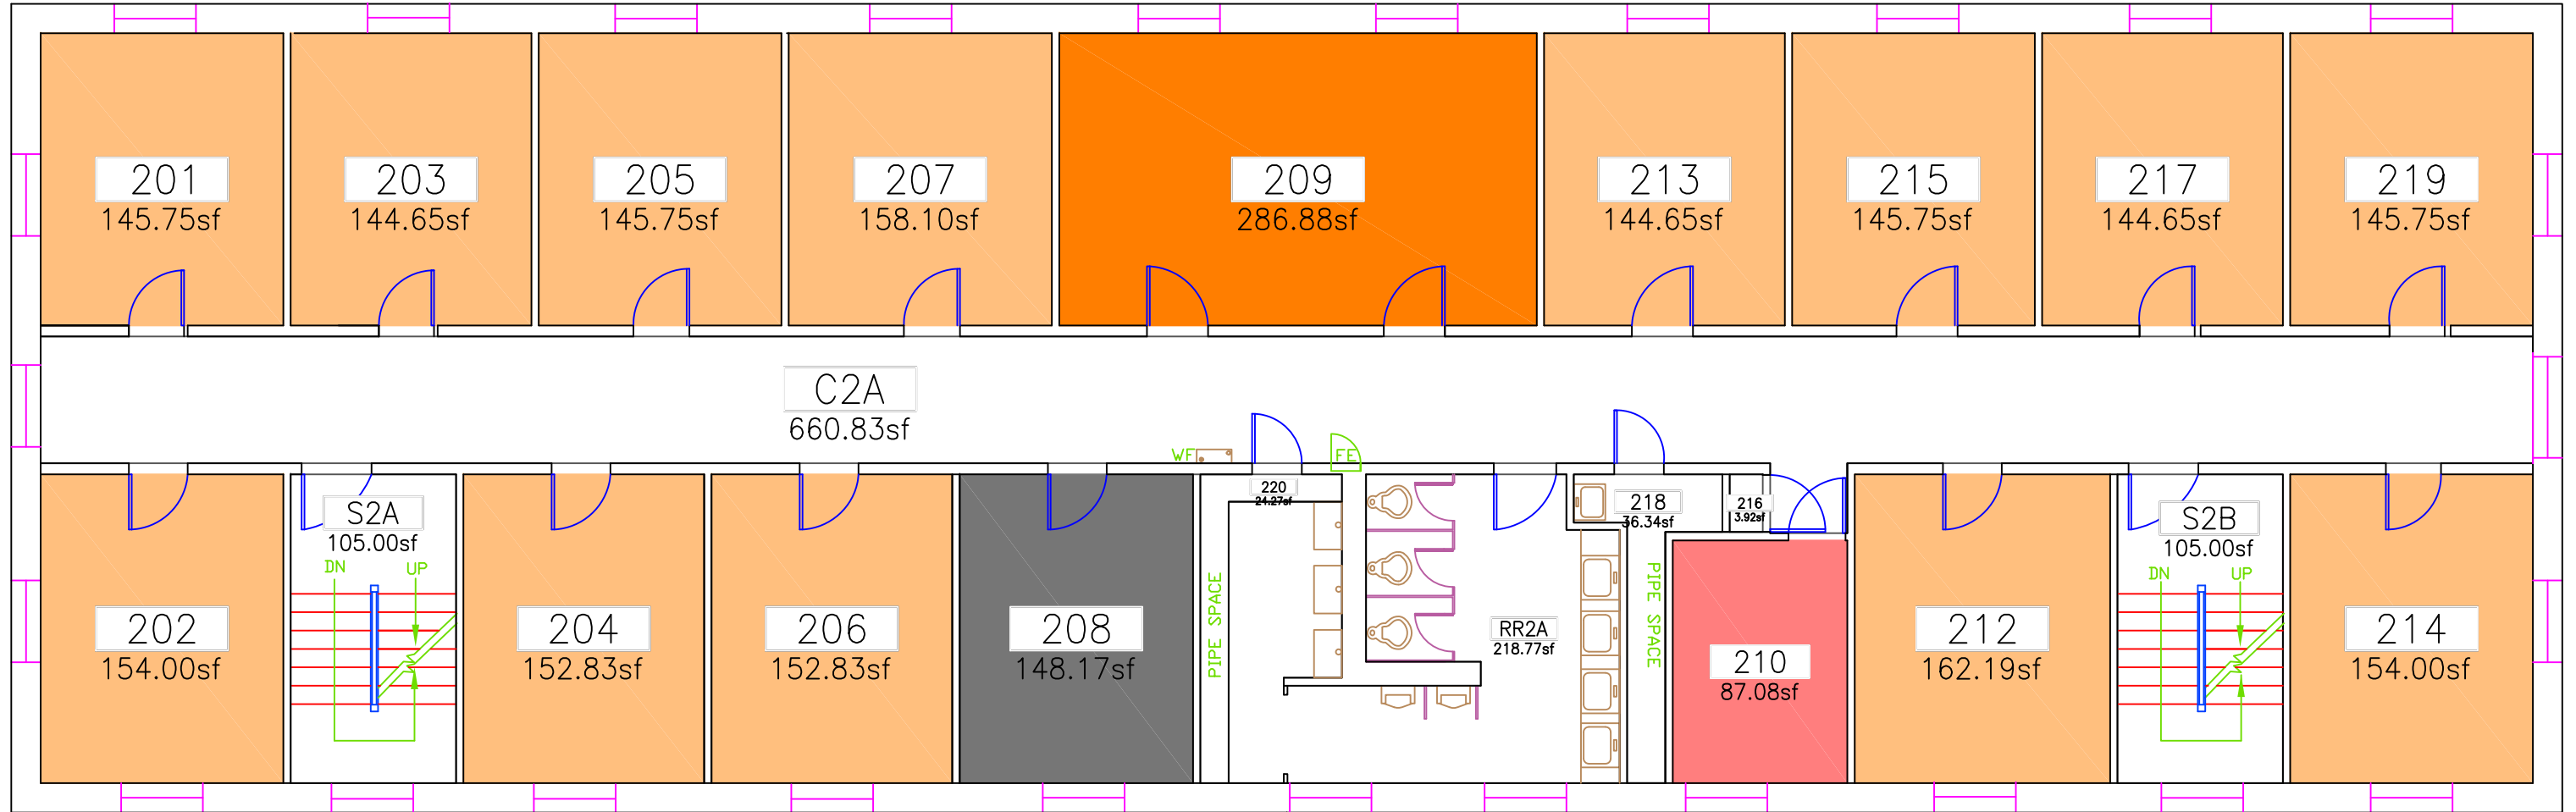 201
145.75sf
203
144.65sf
205
145.75sf
207
158.10sf
209
286.88sf
213
144.65sf
215
145.75sf
217
144.65sf
219
145.75sf
C2A
660.83sf
WF
FE
202
154.00sf
S2A
105.00sf
DN
UP
204
152.83sf
206
152.83sf
208
148.17sf
PIPE SPACE
220
24.27sf
RR2A
218.77sf
218
36.34sf
216
3.92sf
PIPE SPACE
210
87.08sf
212
162.19sf
S2B
105.00sf
DN
UP
214
154.00sf